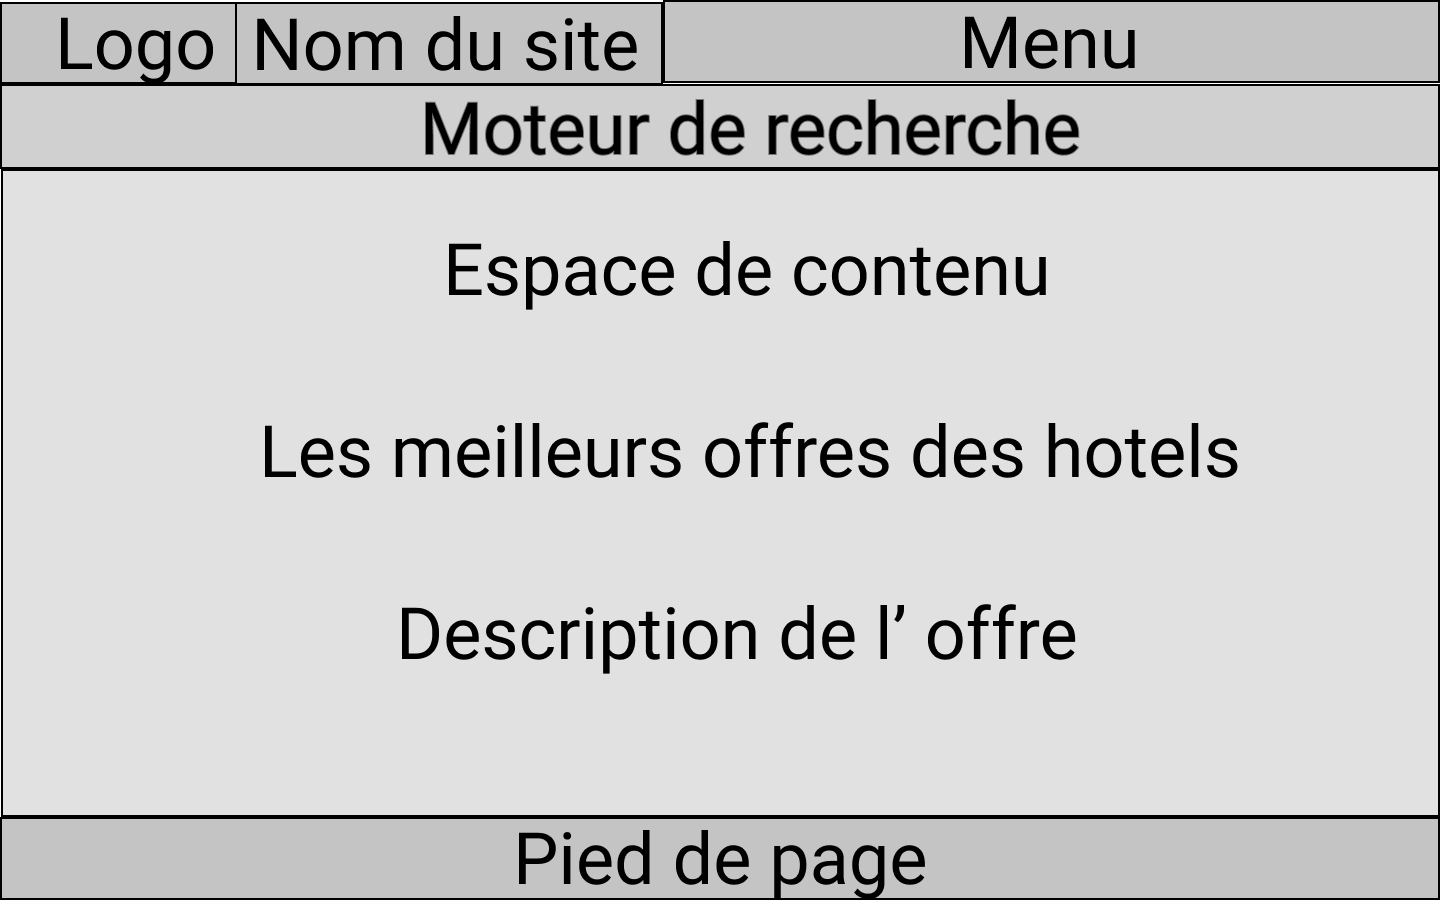 Logo
Nom du site
Menu
Moteur de recherche
Espace de contenu
Les meilleurs offres des hotels
Description de l’ offre
Pied de page